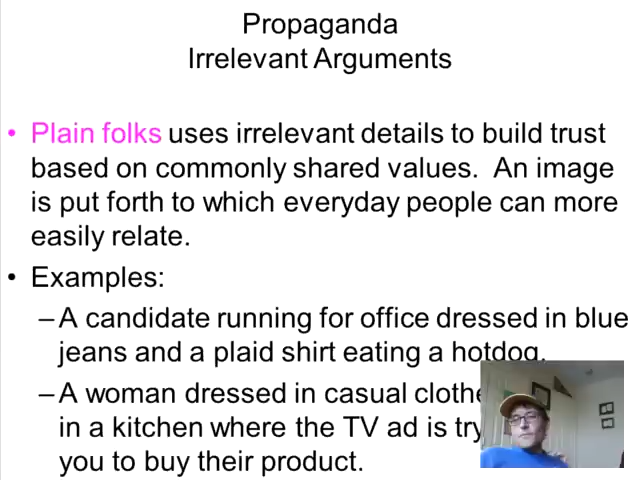 Propaganda
Irrelevant Arguments
• Plain folks uses irrelevant details to build trust
based on commonly shared values. An image
is put forth to which everyday people can more
easily relate.
• Examples:
–A candidate running for office dressed in blue
jeans and a plaid shirt eating a hotdog.
–A woman dressed in casual
in a kitchen where the TV ad is
you to buy their product.